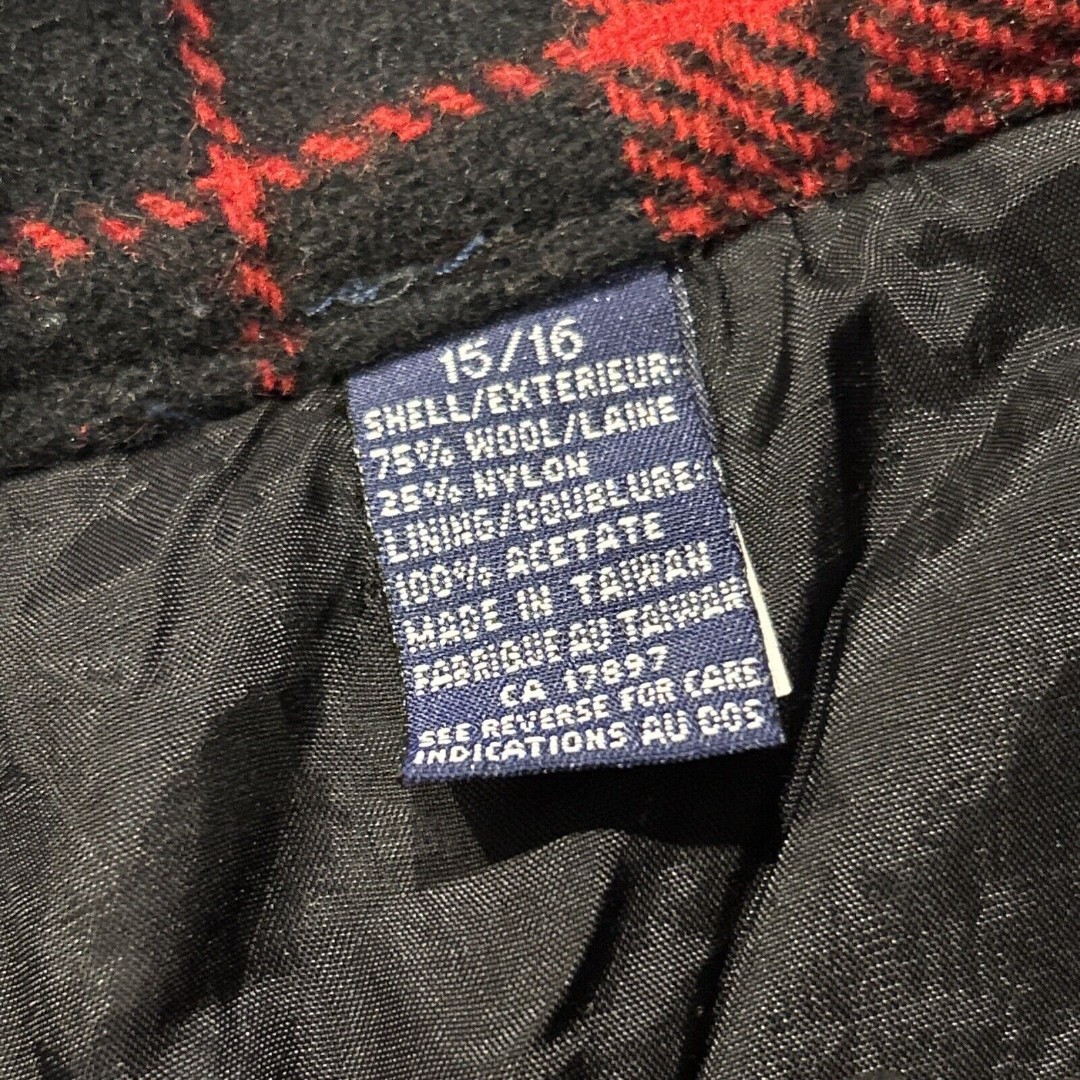 15/16
SHELL/EXTERIEUR:
75% WOOL/LAINE
25% NYLON
LINING/DOUBLURE:
100% ACETATE
MADE IN TAIWAN
FABRIQUE AU TAIWAN
CA 17897
SEE REVERSE FOR CARE
INDICATIONS AU DOS